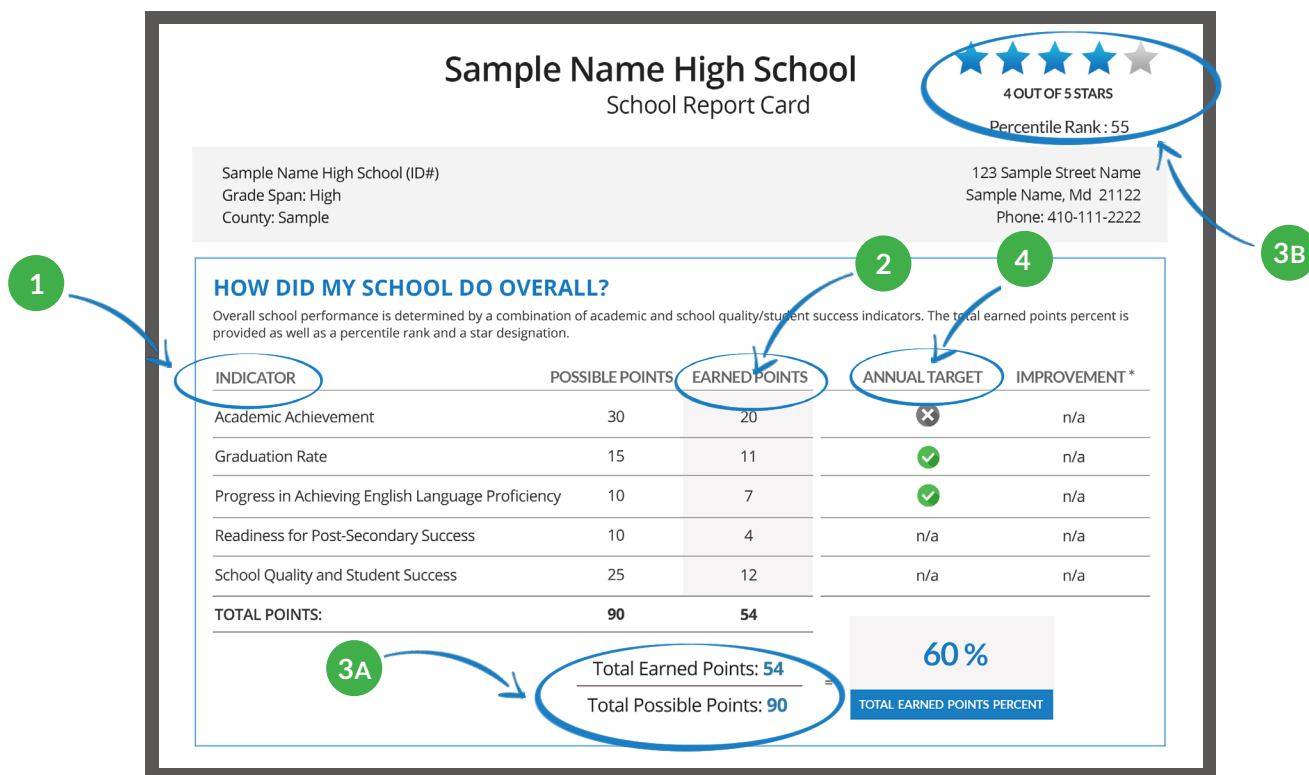 Sample Name High School
School Report Card
4 OUT OF 5 STARS
Percentile Rank : 55
Sample Name High School (ID#)
Grade Span: High
County: Sample
123 Sample Street Name
Sample Name, Md 21122
Phone: 410-111-2222
3B
1
2
4
HOW DID MY SCHOOL DO OVERALL?
Overall school performance is determined by a combination of academic and school quality/student success indicators. The total earned points percent is
provided as well as a percentile rank and a star designation.
INDICATOR POSSIBLE POINTS EARNED POINTS ANNUAL TARGET IMPROVEMENT *
Academic Achievement 30 20 n/a
Graduation Rate 15 11 n/a
Progress in Achieving English Language Proficiency 10 7 n/a
Readiness for Post-Secondary Success 10 4 n/a n/a
School Quality and Student Success 25 12 n/a n/a
TOTAL POINTS: 90 54
3A
Total Earned Points: 54
Total Possible Points: 90
=
60 %
TOTAL EARNED POINTS PERCENT